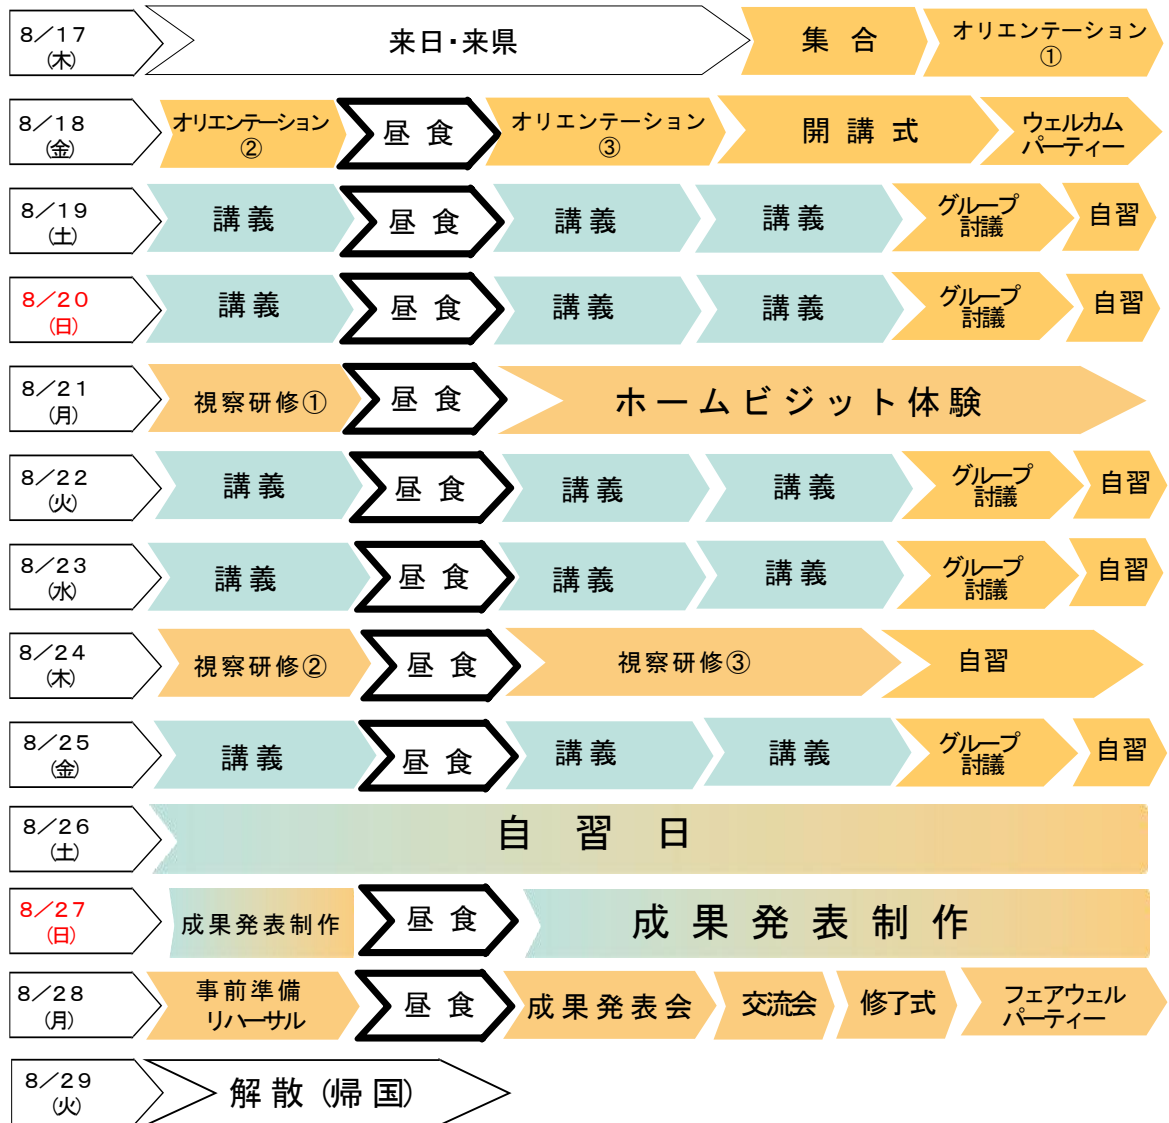 8／17
(木)
来日・来県
集合
オリエンテーション
①
8／18
(金)
オリエンテーション
②
昼食
オリエンテーション
③
開講式
ウェルカム
パーティー
8／19
(土)
講義
昼食
講義
講義
グループ
討議
自習
8／20
(日)
講義
昼食
講義
講義
グループ
討議
自習
8／21
(月)
視察研修①
昼食
ホームビジット体験
8／22
(火)
講義
昼食
講義
講義
グループ
討議
自習
8／23
(水)
講義
昼食
講義
講義
グループ
討議
自習
8／24
(木)
視察研修②
昼食
視察研修③
自習
8／25
(金)
講義
昼食
講義
講義
グループ
討議
自習
8／26
(土)
自習日
8／27
(日)
成果発表制作
昼食
成果発表制作
8／28
(月)
事前準備
リハーサル
昼食
成果発表会
交流会
修了式
フェアウェル
パーティー
8／29
(火)
解散(帰国)